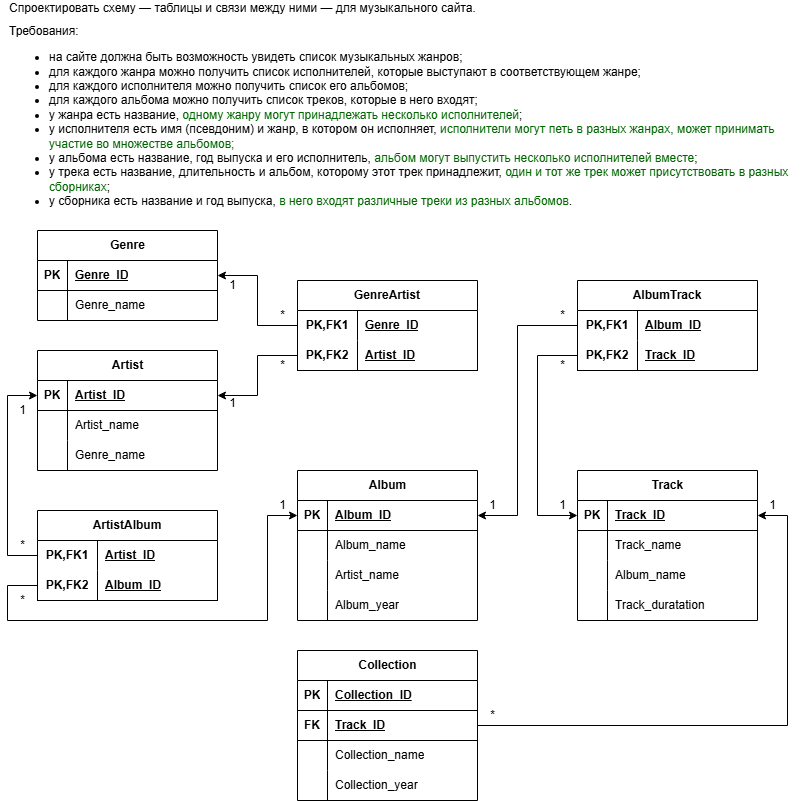 Спроектировать схему — таблицы и связи между ними — для музыкального сайта.
Требования:
• на сайте должна быть возможность увидеть список музыкальных жанров;
• для каждого жанра можно получить список исполнителей, которые выступают в соответствующем жанре;
• для каждого исполнителя можно получить список его альбомов;
• для каждого альбома можно получить список треков, которые в него входят;
• у жанра есть название, одному жанру могут принадлежать несколько исполнителей;
• у исполнителя есть имя (псевдоним) и жанр, в котором он исполняет, исполнители могут петь в разных жанрах, может принимать
участие во множестве альбомов;
• у альбома есть название, год выпуска и его исполнитель, альбом могут выпустить несколько исполнителей вместе;
• у трека есть название, длительность и альбом, которому этот трек принадлежит, один и тот же трек может присутствовать в разных
сборниках;
• у сборника есть название и год выпуска, в него входят различные треки из разных альбомов.
Genre
PK Genre_ID
Genre_name
1
*
GenreArtist
PK,FK1 Genre_ID
PK,FK2 Artist_ID
*
1
AlbumTrack
*
PK,FK1 Album_ID
PK,FK2 Track_ID
*
Artist
PK Artist_ID
1
Artist_name
Genre_name
ArtistAlbum
*
PK,FK1 Artist_ID
PK,FK2 Album_ID
*
Album
1
PK Album_ID
1
Album_name
Artist_name
Album_year
Track
1
PK Track_ID
1
Track_name
Album_name
Track_duratation
Collection
PK Collection_ID
FK Track_ID
*
Collection_name
Collection_year